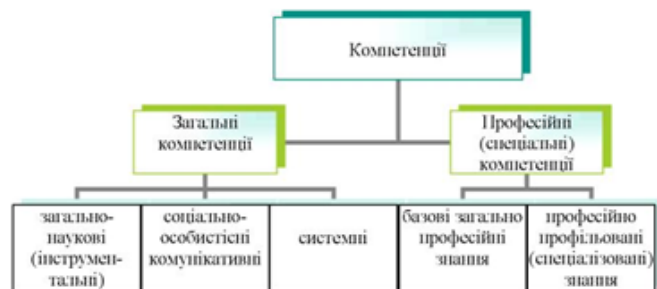 Компетенції
Загальні
компетенції
Професійні
(спеціальні)
компетенції
загально-
наукові
(інструмен-
тальні)
соціально-
особистісні
комунікативні
системні
базові загально
професійні
знання
професійно
профільовані
(спеціалізовані)
знання